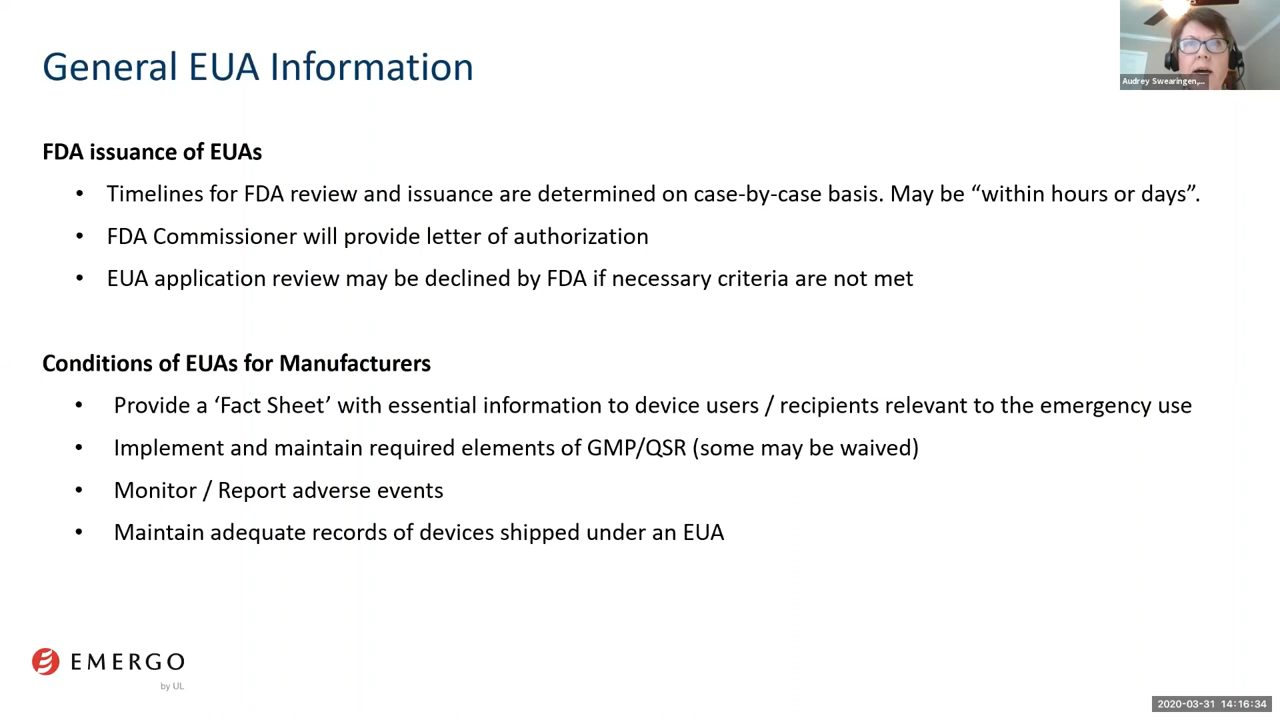 General EUA Information
Audrey Swearingen,...
FDA issuance of EUAs
• Timelines for FDA review and issuance are determined on case-by-case basis. May be “within hours or days”.
• FDA Commissioner will provide letter of authorization
• EUA application review may be declined by FDA if necessary criteria are not met
Conditions of EUAs for Manufacturers
• Provide a ‘Fact Sheet’ with essential information to device users / recipients relevant to the emergency use
• Implement and maintain required elements of GMP/QSR (some may be waived)
• Monitor / Report adverse events
• Maintain adequate records of devices shipped under an EUA
EMERGO
by UL
2020-03-31 14:16:34